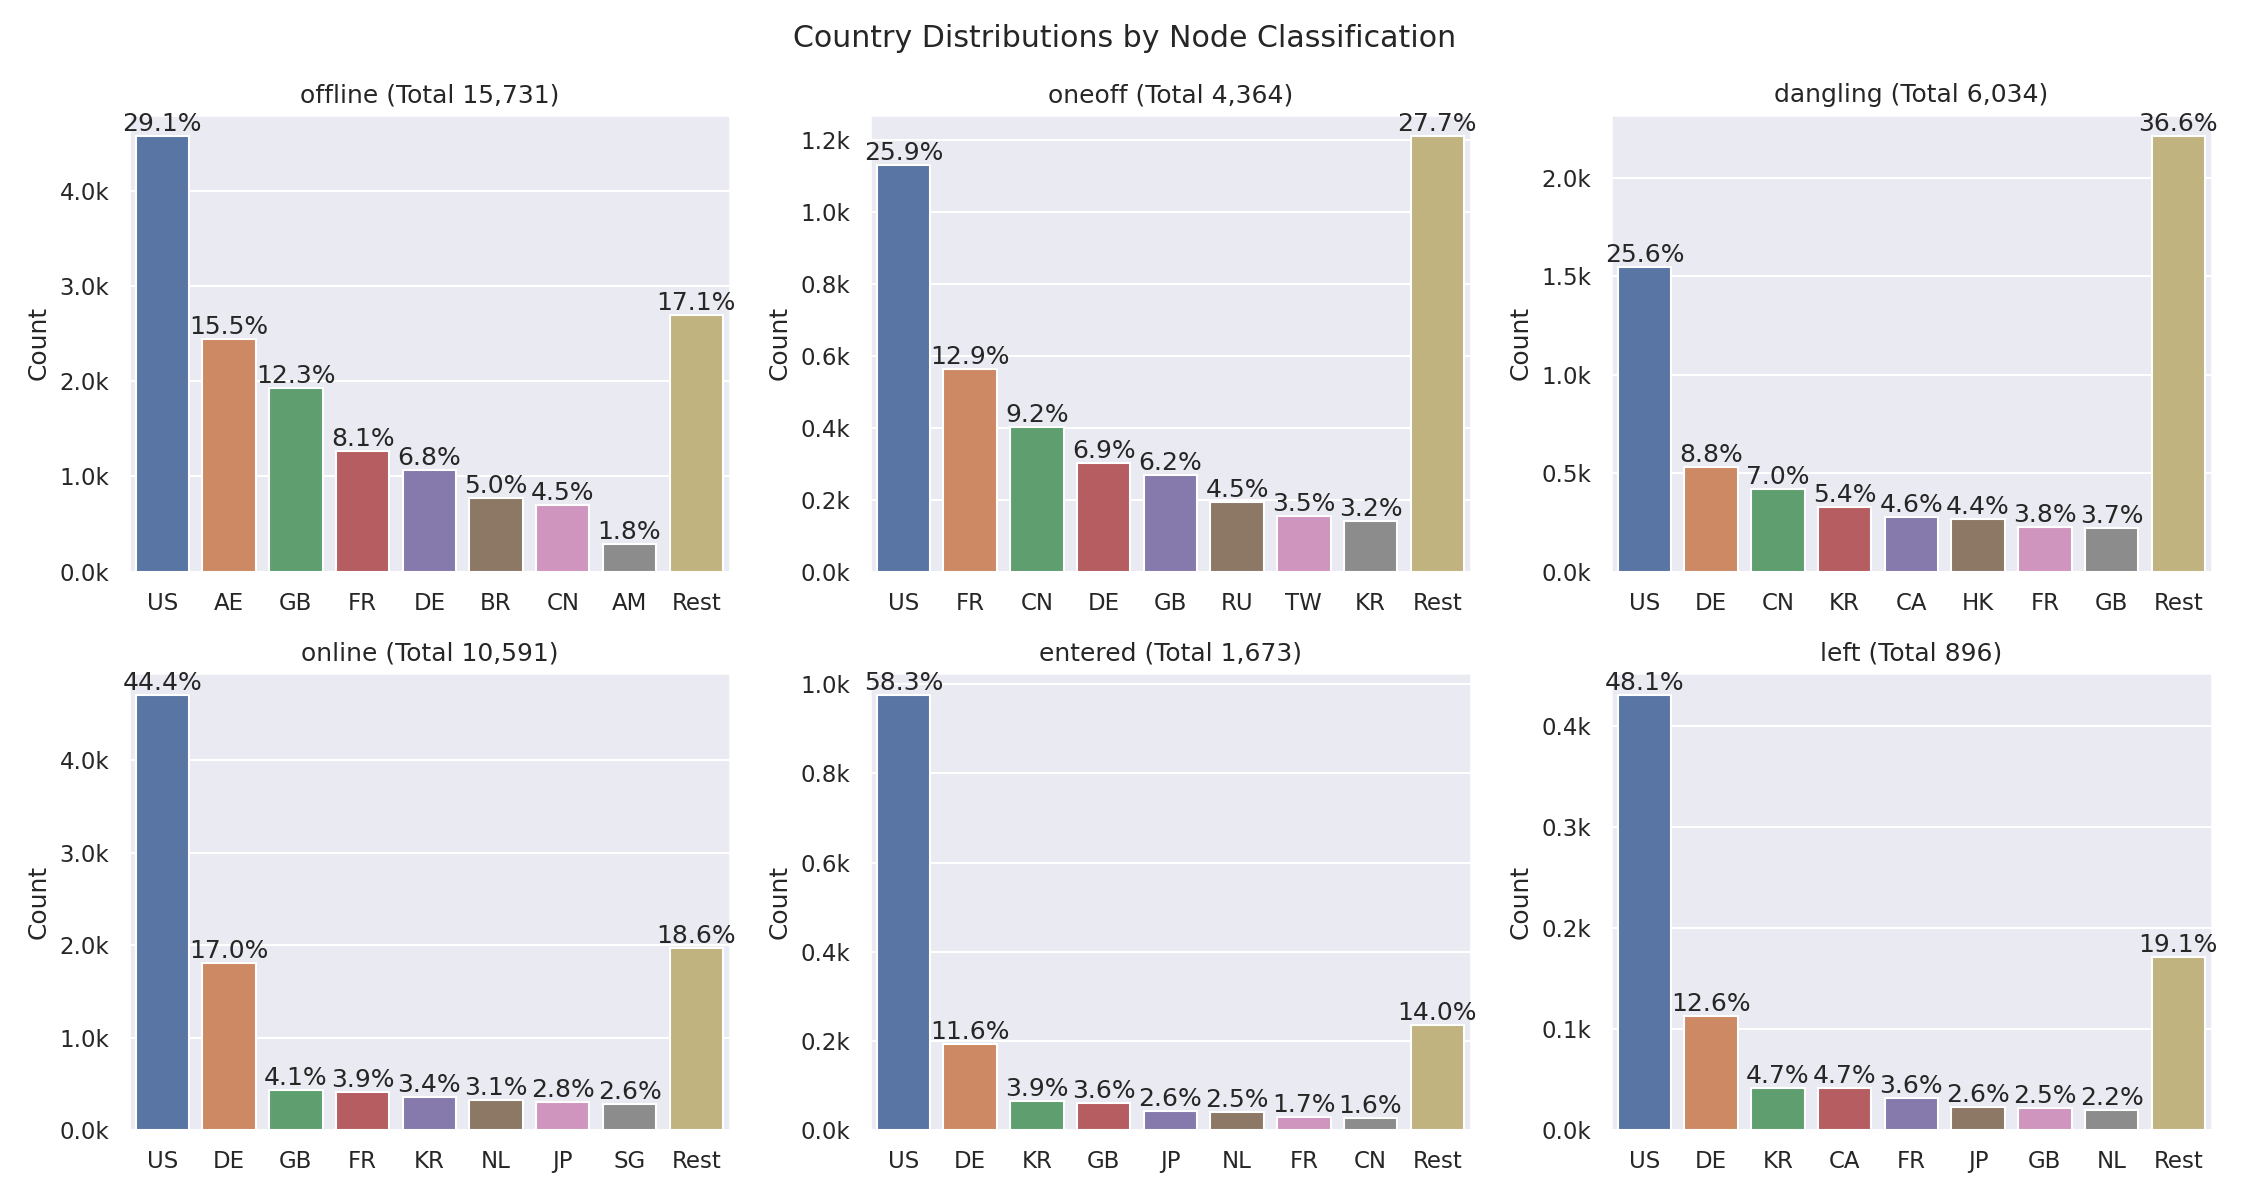 Country Distributions by Node Classification
offline (Total 15,731)
Count
4.0k
3.0k
2.0k
1.0k
0.0k
29.1%
15.5%
12.3%
8.1%
6.8%
5.0%
4.5%
1.8%
17.1%
US AE GB FR DE BR CN AM Rest
oneoff (Total 4,364)
Count
1.2k
1.0k
0.8k
0.6k
0.4k
0.2k
0.0k
25.9%
12.9%
9.2%
6.9%
6.2%
4.5%
3.5%
3.2%
27.7%
US FR CN DE GB RU TW KR Rest
dangling (Total 6,034)
Count
2.0k
1.5k
1.0k
0.5k
0.0k
25.6%
8.8%
7.0%
5.4%
4.6%
4.4%
3.8%
3.7%
36.6%
US DE CN KR CA HK FR GB Rest
online (Total 10,591)
Count
4.0k
3.0k
2.0k
1.0k
0.0k
44.4%
17.0%
4.1%
3.9%
3.4%
3.1%
2.8%
2.6%
18.6%
US DE GB FR KR NL JP SG Rest
entered (Total 1,673)
Count
1.0k
0.8k
0.6k
0.4k
0.2k
0.0k
58.3%
11.6%
3.9%
3.6%
2.6%
2.5%
1.7%
1.6%
14.0%
US DE KR GB JP NL FR CN Rest
left (Total 896)
Count
0.4k
0.3k
0.2k
0.1k
0.0k
48.1%
12.6%
4.7%
4.7%
3.6%
2.6%
2.5%
2.2%
19.1%
US DE KR CA FR JP GB NL Rest